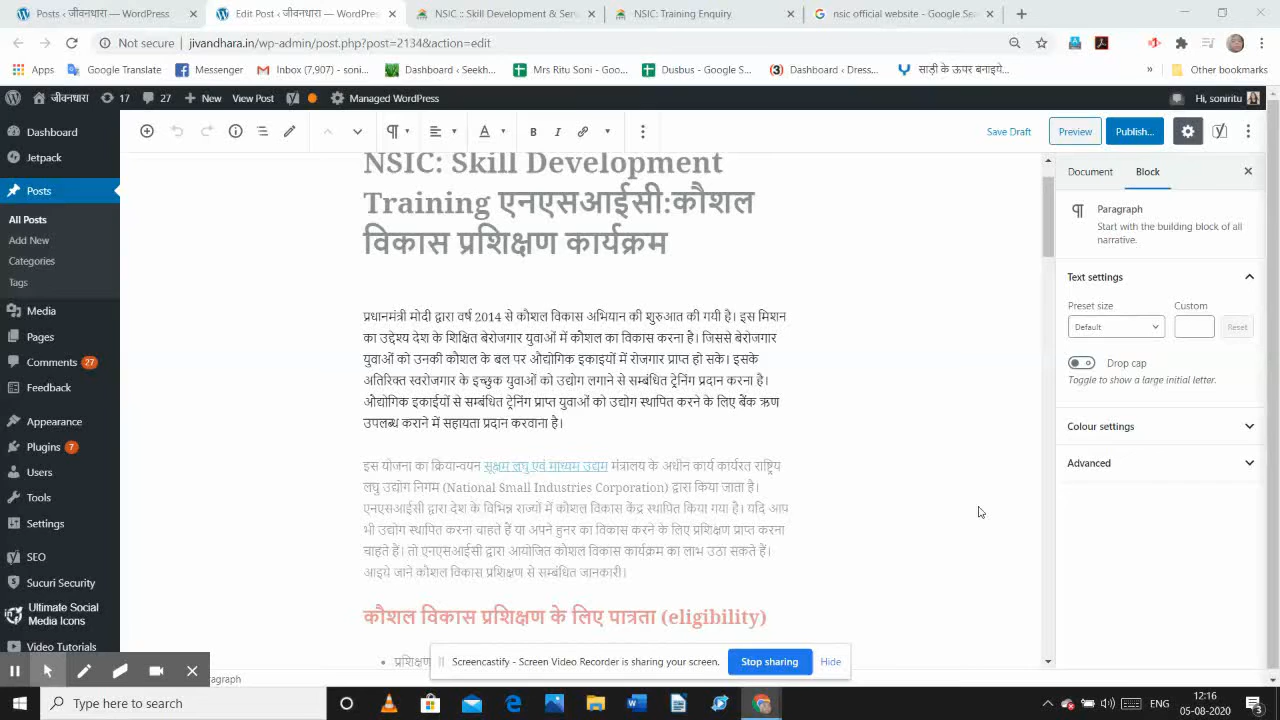 Edit Post ‹ जीवनधारा — W
Edit Post ‹ जीवनधारा — WordPr
Skill Development & Se
Training & Entrepreneu
Training Eligibility
nsic official website - Google Sea
Not secure | jivandhara.in/wp-admin/post.php?post=2134&action=edit
Apps Google Translate Messenger Inbox (7,907) - soni... Dashboard ‹ Seekh... Mrs Ritu Soni - Goo... Dusbus - Google S... Dashboard ‹ Dress... साड़ी के ऊपर बनाइये... » Other bookmarks
जीवनधारा 17 27 New View Post Managed WordPress Hi, soniritu
Dashboard
Jetpack
Posts
All Posts
Add New
Categories
Tags
Media
Pages
Comments 27
Feedback
Appearance
Plugins 7
Users
Tools
Settings
SEO
Sucuri Security
Ultimate Social
Media Icons
Video Tutorials
Save Draft Preview Publish...
NSIC: Skill Development
Training एनएसआईसी:कौशल
विकास प्रशिक्षण कार्यक्रम
प्रधानमंत्री मोदी द्वारा वर्ष 2014 से कौशल विकास अभियान की शुरुआत की गयी है। इस मिशन
का उद्देश्य देश के शिक्षित बेरोजगार युवाओं में कौशल का विकास करना है। जिससे बेरोजगार
युवाओं को उनकी कौशल के बल पर औद्योगिक इकाइयों में रोजगार प्राप्त हो सके। इसके
अतिरिक्त स्वरोजगार के इच्छुक युवाओं को उद्योग लगाने से सम्बंधित ट्रेनिंग प्रदान करना है।
औद्योगिक इकाईयों से सम्बंधित ट्रेनिंग प्राप्त युवाओं को उद्योग स्थापित करने के लिए बैंक ऋण
उपलब्ध कराने में सहायता प्रदान करवाना है।
इस योजना का क्रियान्वयन सूक्षम लघु एवं माध्यम उद्यम मंत्रालय के अधीन कार्य कार्यरत राष्ट्रिय
लघु उद्योग निगम (National Small Industries Corporation) द्वारा किया जाता है।
एनएसआईसी द्वारा देश के विभिन्न राज्यों में कौशल विकास केंद्र स्थापित किया गया है। यदि आप
भी उद्योग स्थापित करना चाहते हैं या अपने हुनर का विकास करने के लिए प्रशिक्षण प्राप्त करना
चाहते हैं। तो एनएसआईसी द्वारा आयोजित कौशल विकास कार्यक्रम का लाभ उठा सकते हैं।
आइये जाने कौशल विकास प्रशिक्षण से सम्बंधित जानकारी।
कौशल विकास प्रशिक्षण के लिए पात्रता (eligibility)
प्रशिक्षण
Document Block
Paragraph
Start with the building block of all
narrative.
Text settings
Preset size Custom
Default Reset
Drop cap
Toggle to show a large initial letter.
Colour settings
Advanced
Screencastify - Screen Video Recorder is sharing your screen. Stop sharing Hide
aragraph
Type here to search
ENG
12:16
05-08-2020
3